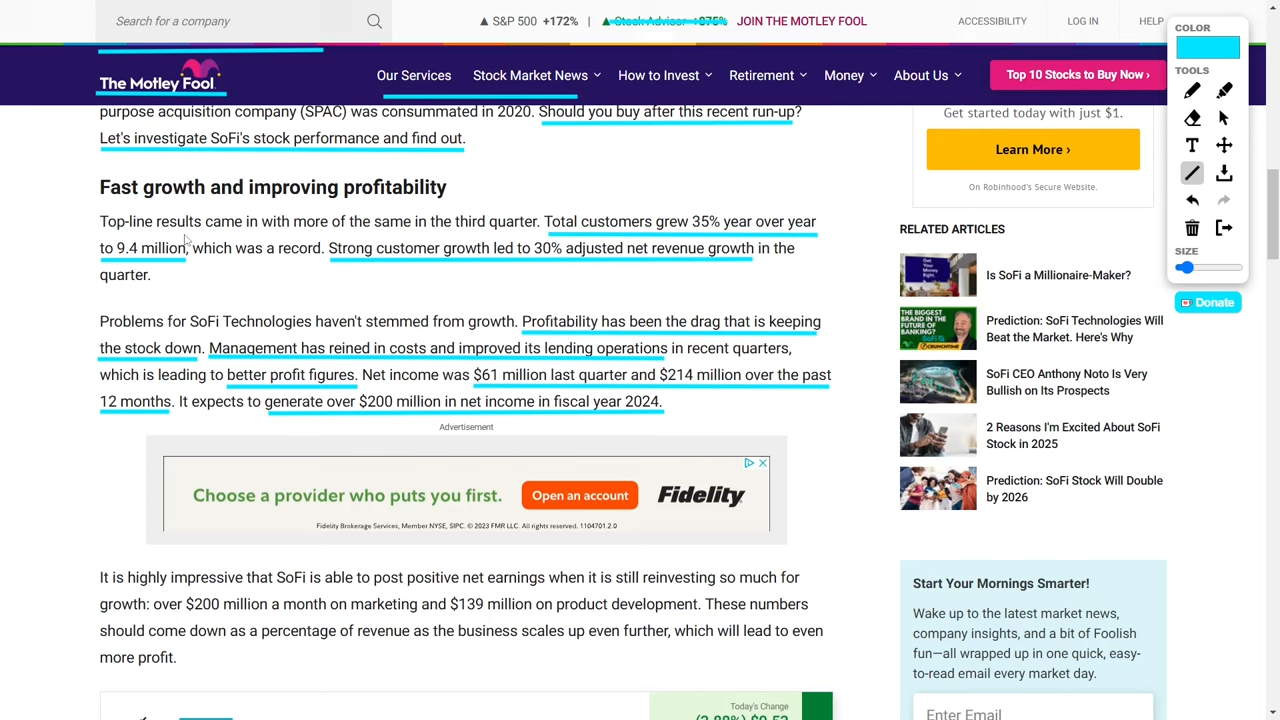 Search for a company
▲ S&P 500 +172% | ▲ Stock Advisor +875% JOIN THE MOTLEY FOOL
ACCESSIBILITY LOG IN HELP
The Motley Fool
Our Services Stock Market News How to Invest Retirement Money About Us
Top 10 Stocks to Buy Now ›
purpose acquisition company (SPAC) was consummated in 2020. Should you buy after this recent run-up?
Let's investigate SoFi's stock performance and find out.
Fast growth and improving profitability
Top-line results came in with more of the same in the third quarter. Total customers grew 35% year over year
to 9.4 million, which was a record. Strong customer growth led to 30% adjusted net revenue growth in the
quarter.
Problems for SoFi Technologies haven't stemmed from growth. Profitability has been the drag that is keeping
the stock down. Management has reined in costs and improved its lending operations in recent quarters,
which is leading to better profit figures. Net income was $61 million last quarter and $214 million over the past
12 months. It expects to generate over $200 million in net income in fiscal year 2024.
Advertisement
Choose a provider who puts you first.
Open an account
Fidelity
Fidelity Brokerage Services, Member NYSE, SIPC. © 2023 FMR LLC. All rights reserved. 1104701.2.0
It is highly impressive that SoFi is able to post positive net earnings when it is still reinvesting so much for
growth: over $200 million a month on marketing and $139 million on product development. These numbers
should come down as a percentage of revenue as the business scales up even further, which will lead to even
more profit.
Today's Change
Get started today with just $1.
Learn More ›
On Robinhood's Secure Website.
RELATED ARTICLES
Is SoFi a Millionaire-Maker?
Prediction: SoFi Technologies Will
Beat the Market. Here's Why
SoFi CEO Anthony Noto Is Very
Bullish on Its Prospects
2 Reasons I'm Excited About SoFi
Stock in 2025
Prediction: SoFi Stock Will Double
by 2026
Start Your Mornings Smarter!
Wake up to the latest market news,
company insights, and a bit of Foolish
fun—all wrapped up in one quick, easy-
to-read email every market day.
Enter Email
COLOR
TOOLS
T
SIZE
Donate